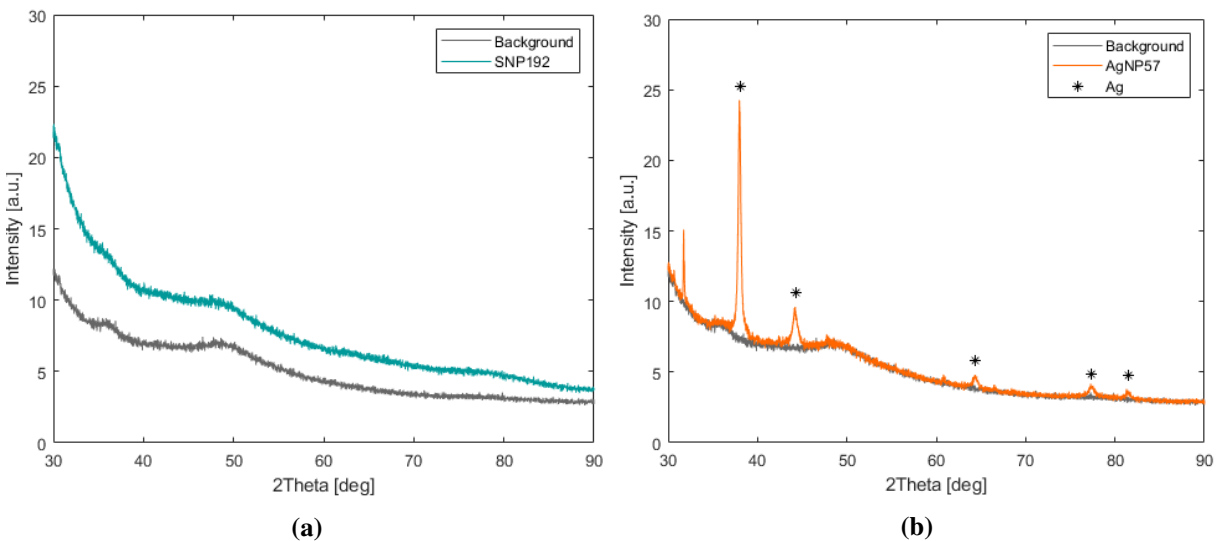 30
25
20
15
10
5
0
Intensity [a.u.]
30 40 50 60 70 80 90
2Theta [deg]
Background
SNP192
(a)
30
25
20
15
10
5
0
Intensity [a.u.]
30 40 50 60 70 80 90
2Theta [deg]
Background
AgNP57
Ag
(b)